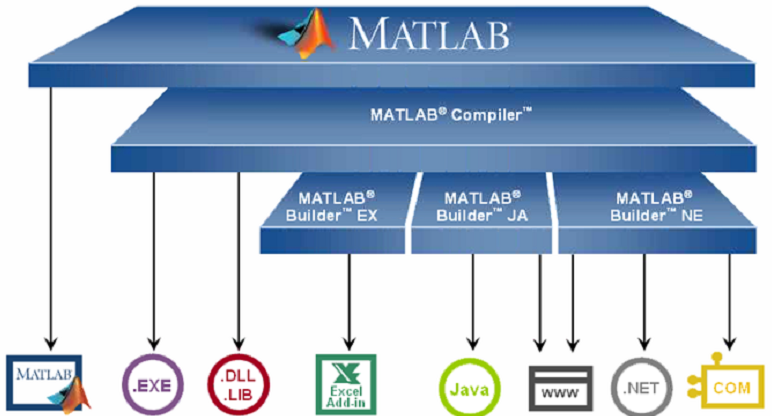 MATLAB®
MATLAB® Compiler™
MATLAB®
Builder™ EX
MATLAB®
Builder™ JA
MATLAB®
Builder™ NE
MATLAB
.EXE
.DLL
.LIB
Excel
Add-in
Java
www
.NET
COM